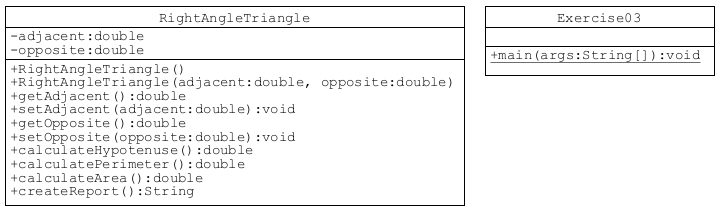 RightAngleTriangle
-adjacent:double
-opposite:double
+RightAngleTriangle()
+RightAngleTriangle(adjacent:double, opposite:double)
+getAdjacent():double
+setAdjacent(adjacent:double):void
+getOpposite():double
+setOpposite(opposite:double):void
+calculateHypotenuse():double
+calculatePerimeter():double
+calculateArea():double
+createReport():String
Exercise03
+main(args:String[]):void